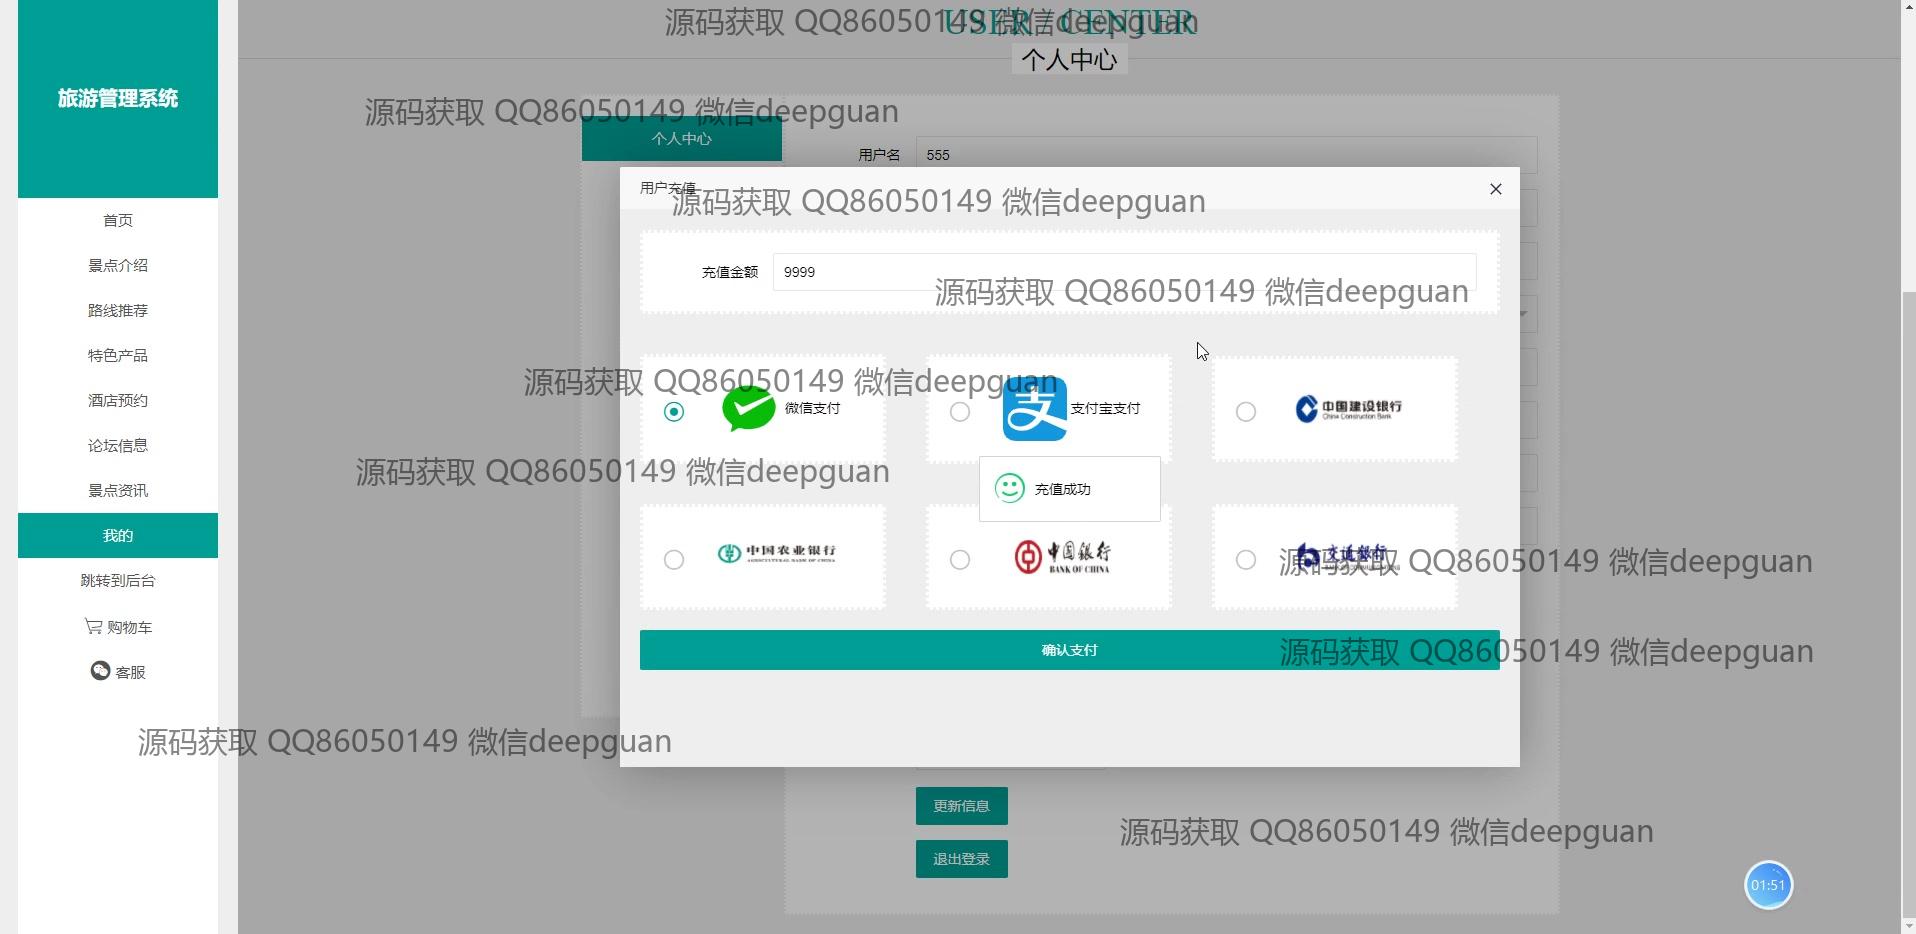 源码获取 QQ86050149 微信deepguan
USER / CENTER
个人中心
旅游管理系统
源码获取 QQ86050149 微信deepguan
个人中心
用户名 555
用户充值
源码获取 QQ86050149 微信deepguan
首页
景点介绍
充值金额 9999
源码获取 QQ86050149 微信deepguan
路线推荐
特色产品
源码获取 QQ86050149 微信deepguan
酒店预约
微信支付
支 支付宝支付
中国建设银行
China Construction Bank
论坛信息
源码获取 QQ86050149 微信deepguan
景点资讯
充值成功
我的
中国农业银行
AGRICULTURAL BANK OF CHINA
中国银行
BANK OF CHINA
交通银行
源码获取 QQ86050149 微信deepguan
跳转到后台
购物车
确认支付
源码获取 QQ86050149 微信deepguan
客服
源码获取 QQ86050149 微信deepguan
更新信息
源码获取 QQ86050149 微信deepguan
退出登录
01:51